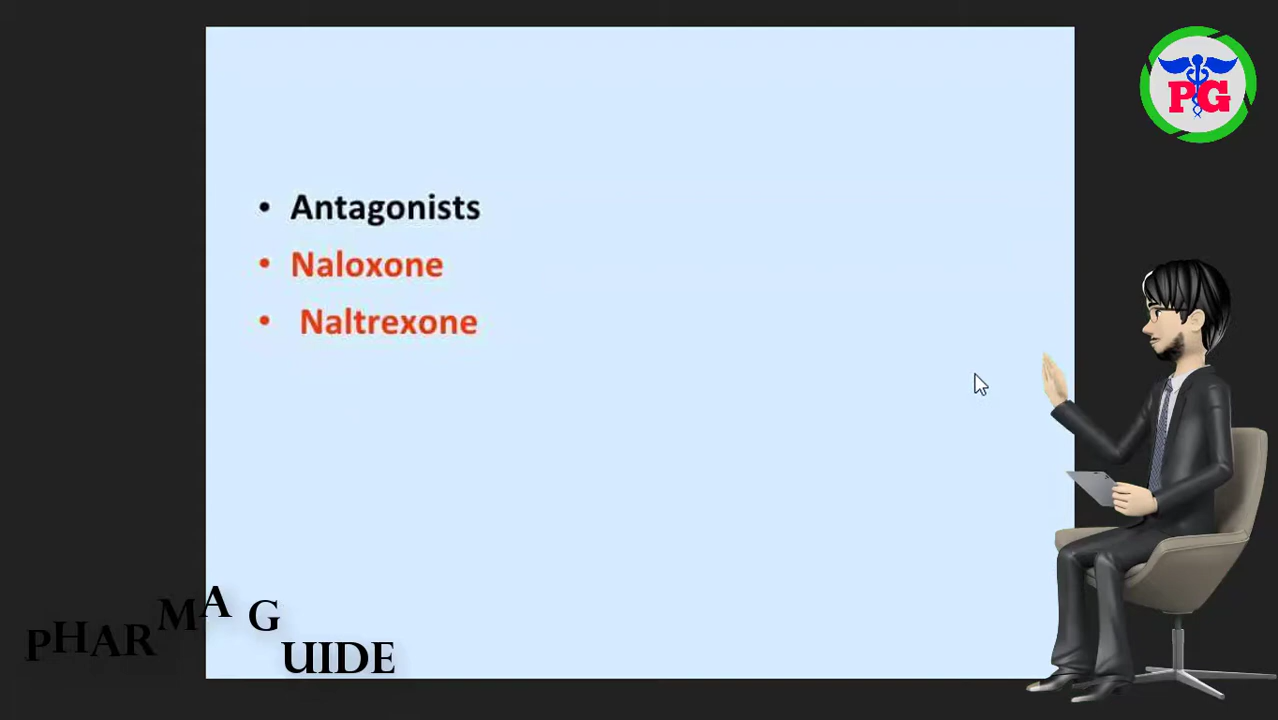 PG
• Antagonists
• Naloxone
• Naltrexone
PHARMA GUIDE